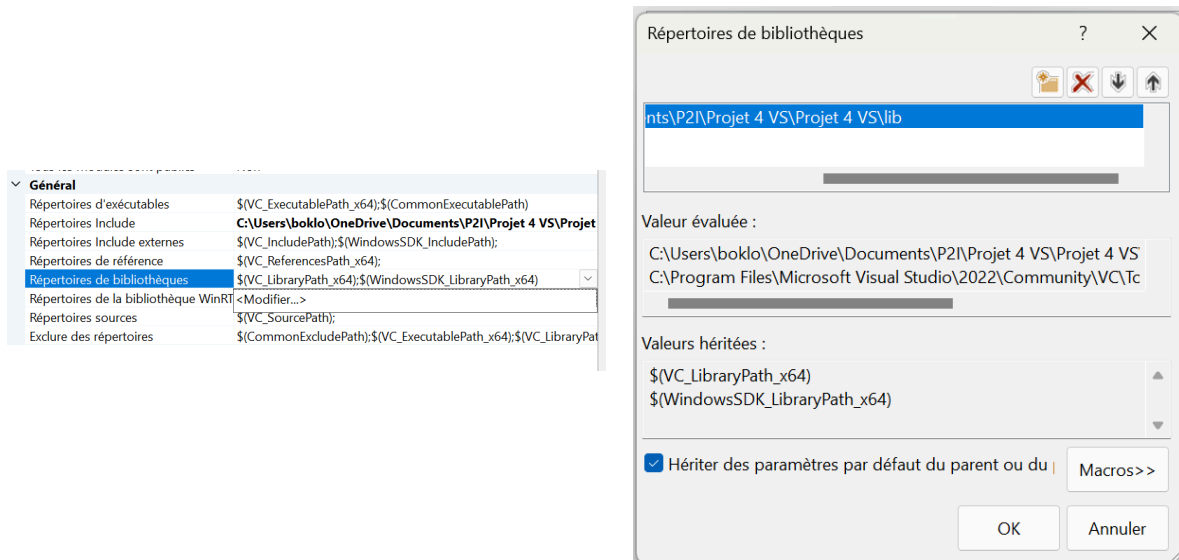 Général
Répertoires d'exécutables $(VC_ExecutablePath_x64);$(CommonExecutablePath)
Répertoires Include C:\Users\boklo\OneDrive\Documents\P2I\Projet 4 VS\Projet
Répertoires Include externes $(VC_IncludePath);$(WindowsSDK_IncludePath);
Répertoires de référence $(VC_ReferencesPath_x64);
Répertoires de bibliothèques $(VC_LibraryPath_x64);$(WindowsSDK_LibraryPath_x64)
Répertoires de la bibliothèque WinRT <Modifier...>
Répertoires sources $(VC_SourcePath);
Exclure des répertoires $(CommonExcludePath);$(VC_ExecutablePath_x64);$(VC_LibraryPat
Répertoires de bibliothèques ?
nts\P2I\Projet 4 VS\Projet 4 VS\lib
Valeur évaluée :
C:\Users\boklo\OneDrive\Documents\P2I\Projet 4 VS\Projet 4 VS
C:\Program Files\Microsoft Visual Studio\2022\Community\VC\Tc
Valeurs héritées :
$(VC_LibraryPath_x64)
$(WindowsSDK_LibraryPath_x64)
Hériter des paramètres par défaut du parent ou du
Macros>>
OK Annuler